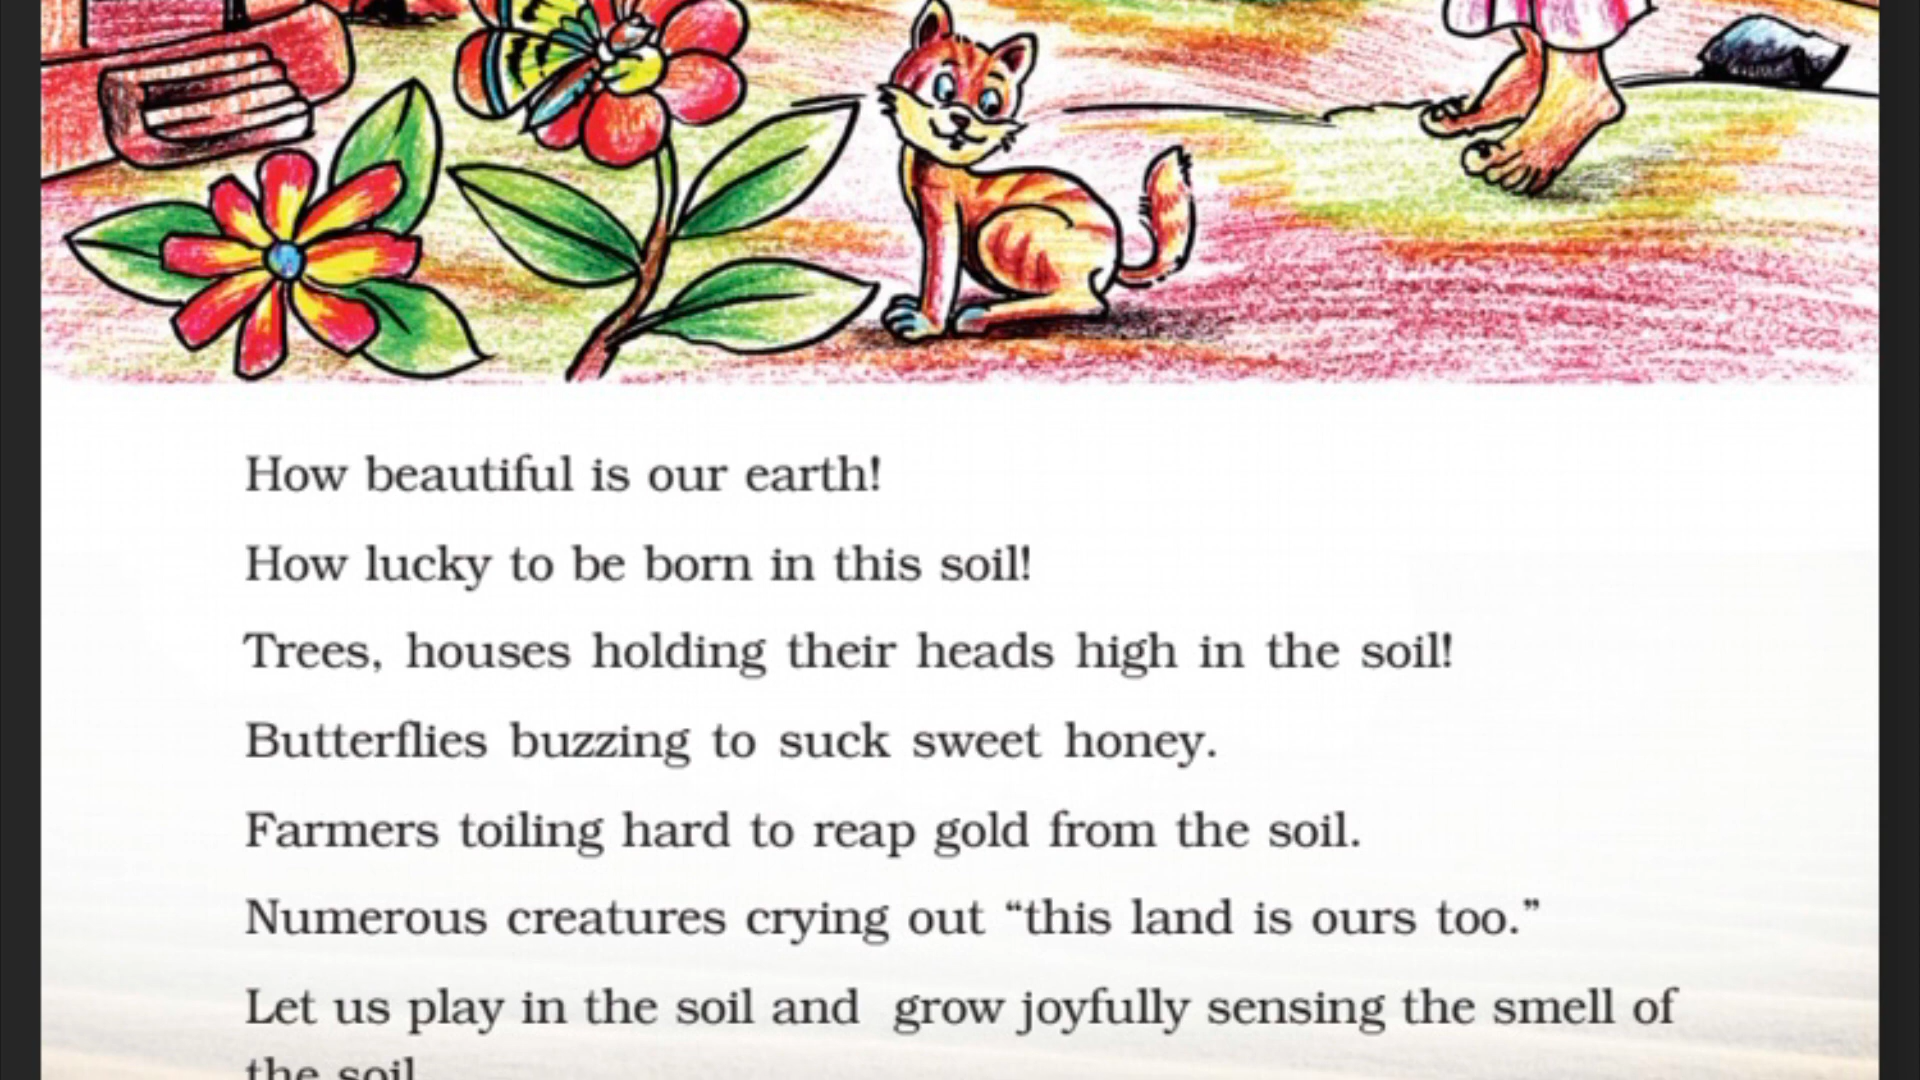 How beautiful is our earth!
How lucky to be born in this soil!
Trees, houses holding their heads high in the soil!
Butterflies buzzing to suck sweet honey.
Farmers toiling hard to reap gold from the soil.
Numerous creatures crying out “this land is ours too.”
Let us play in the soil and grow joyfully sensing the smell of
the soil